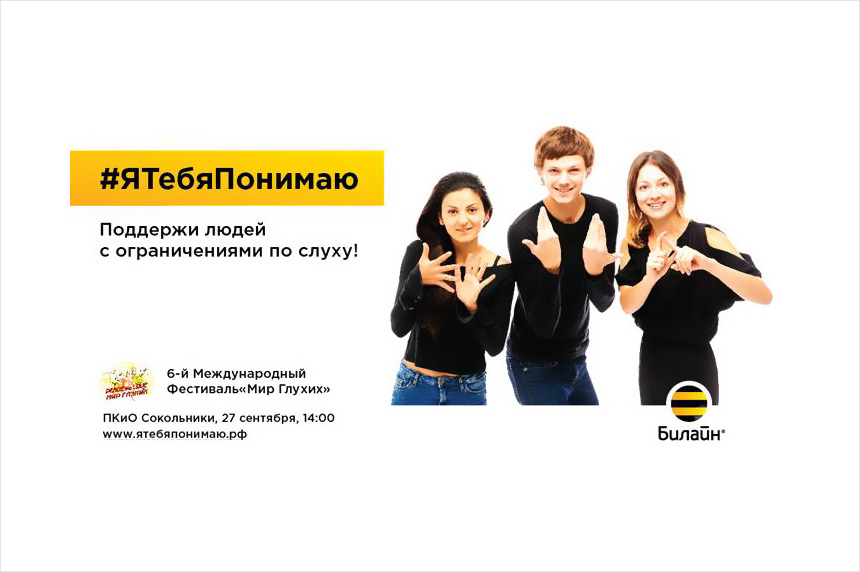 #ЯТебяПонимаю
Поддержи людей
с ограничениями по слуху!
6-й Международный
Фестиваль«Мир Глухих»
ПКиО Сокольники, 27 сентября, 14:00
www.ятебяпонимаю.рф
Билайн®